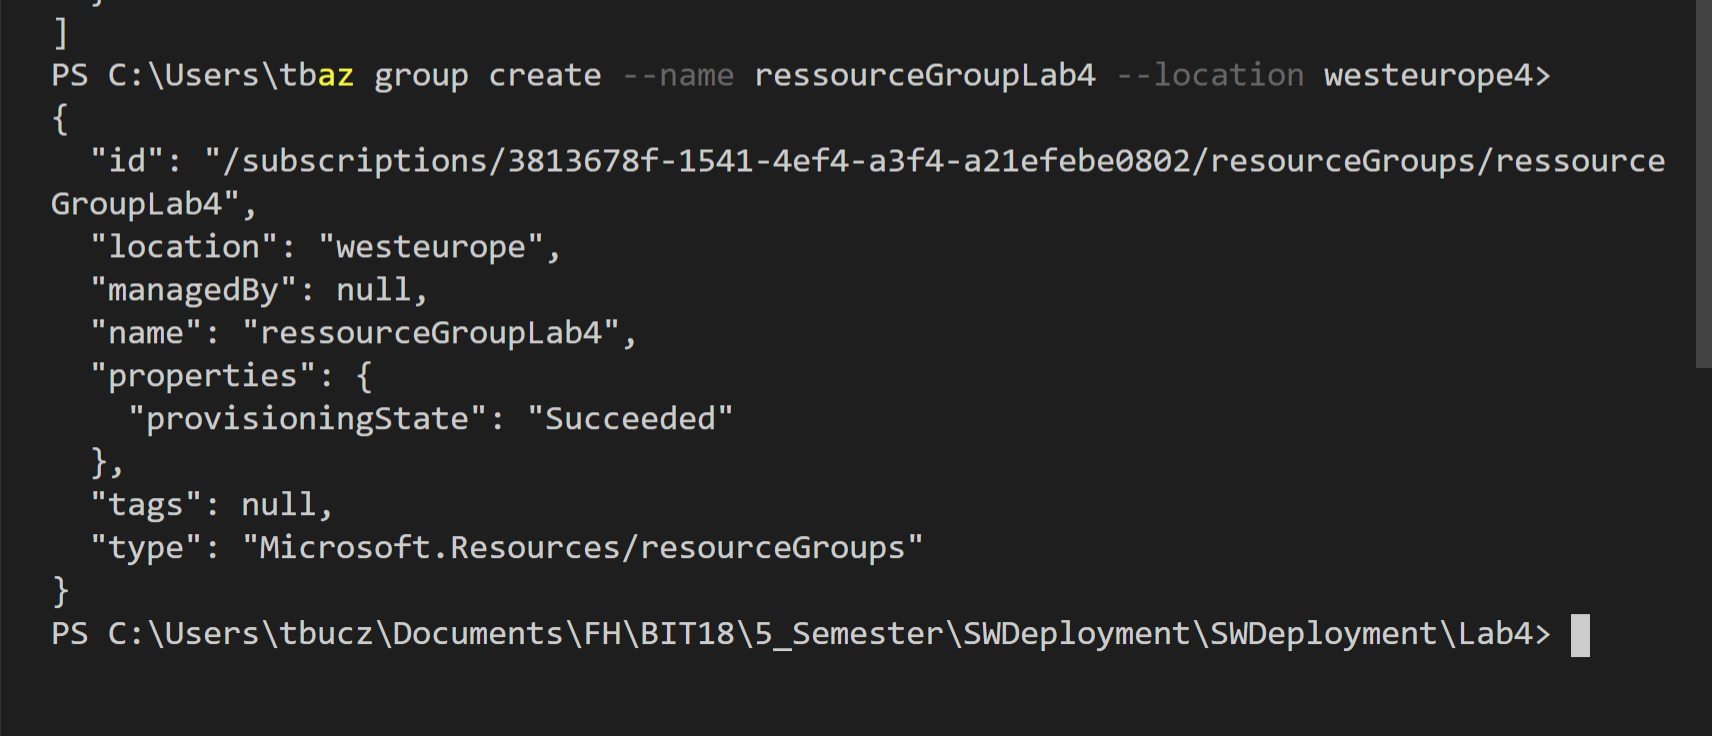 ]
PS C:\Users\tbaz group create --name ressourceGroupLab4 --location westeurope4>
{
  "id": "/subscriptions/3813678f-1541-4ef4-a3f4-a21efebe0802/resourceGroups/ressource
GroupLab4",
  "location": "westeurope",
  "managedBy": null,
  "name": "ressourceGroupLab4",
  "properties": {
    "provisioningState": "Succeeded"
  },
  "tags": null,
  "type": "Microsoft.Resources/resourceGroups"
}
PS C:\Users\tbucz\Documents\FH\BIT18\5_Semester\SWDeployment\SWDeployment\Lab4>